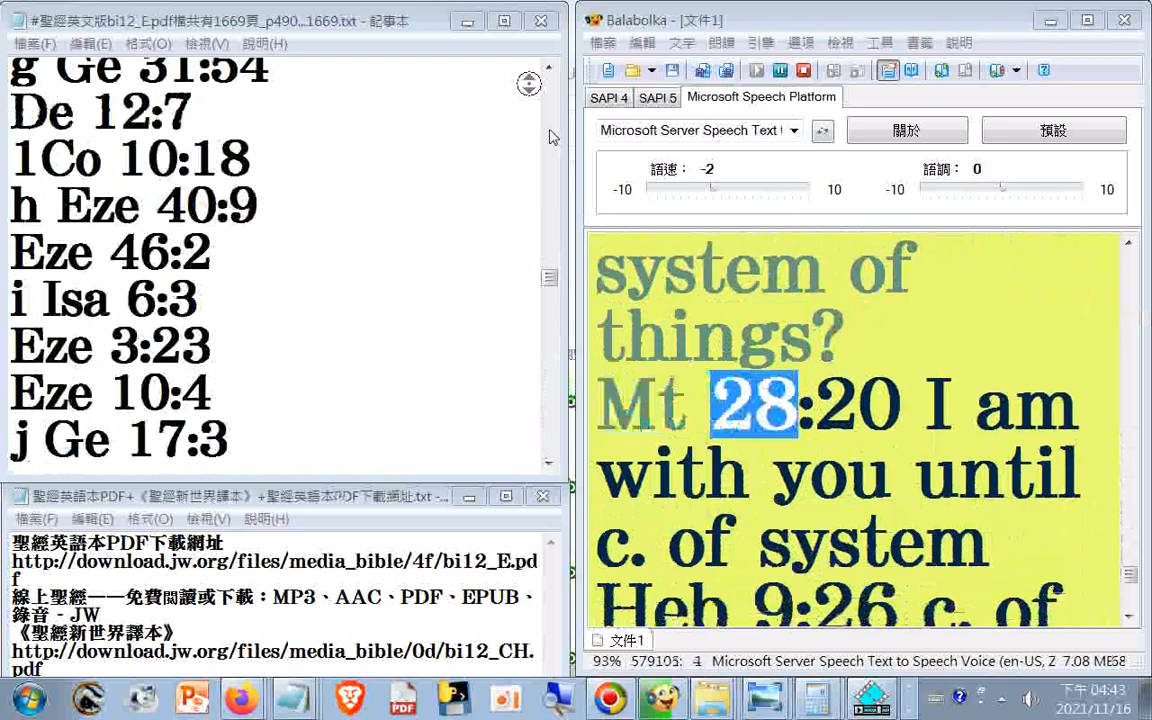 #聖經英文版bi12_E.pdf檔共有1669頁_p490...1669.txt - 記事本
檔案(F) 編輯(E) 格式(O) 檢視(V) 說明(H)
g Ge 31:54
De 12:7
1Co 10:18
h Eze 40:9
Eze 46:2
i Isa 6:3
Eze 3:23
Eze 10:4
j Ge 17:3
聖經英語本PDF+《聖經新世界譯本》+聖經英語本PDF下載網址.txt - ...
檔案(F) 編輯(E) 格式(O) 檢視(V) 說明(H)
聖經英語本PDF下載網址
http://download.jw.org/files/media_bible/4f/bi12_E.pd
f
線上聖經──免費閱讀或下載：MP3、AAC、PDF、EPUB、
錄音 - JW
《聖經新世界譯本》
http://download.jw.org/files/media_bible/0d/bi12_CH.
pdf
Balabolka - [文件1]
檔案 編輯 文字 朗讀 引擎 選項 檢視 工具 書籤 說明
SAPI 4 SAPI 5 Microsoft Speech Platform
Microsoft Server Speech Text 關於 預設
語速： -2 語調： 0
-10 10 -10 10
system of
things?
Mt 28:20 I am
with you until
c. of system
Heb 9:26 c. of
文件1
93% Microsoft Server Speech Text to Speech Voice (en-US, Z 7.08 MB
PDF
下午 04:43
2021/11/16